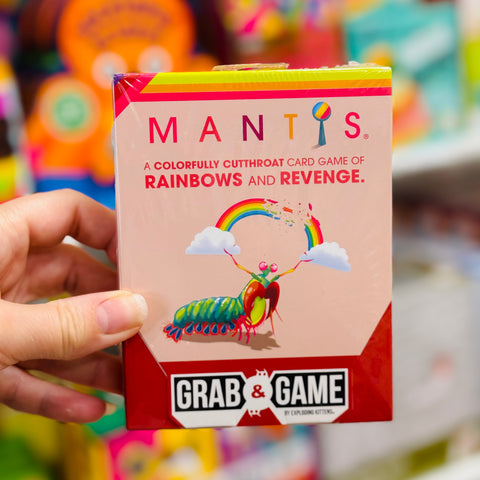 MANTIS®
A COLORFULLY CUTTHROAT CARD GAME OF
RAINBOWS AND REVENGE.
GRAB & GAME
BY EXPLODING KITTENS